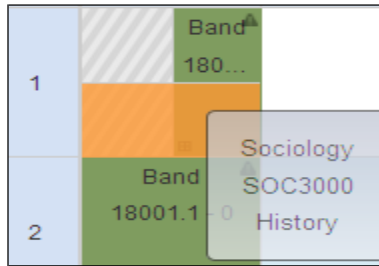 1
Band
180...
Sociology
SOC3000
History
2
Band
18001.1 - 0